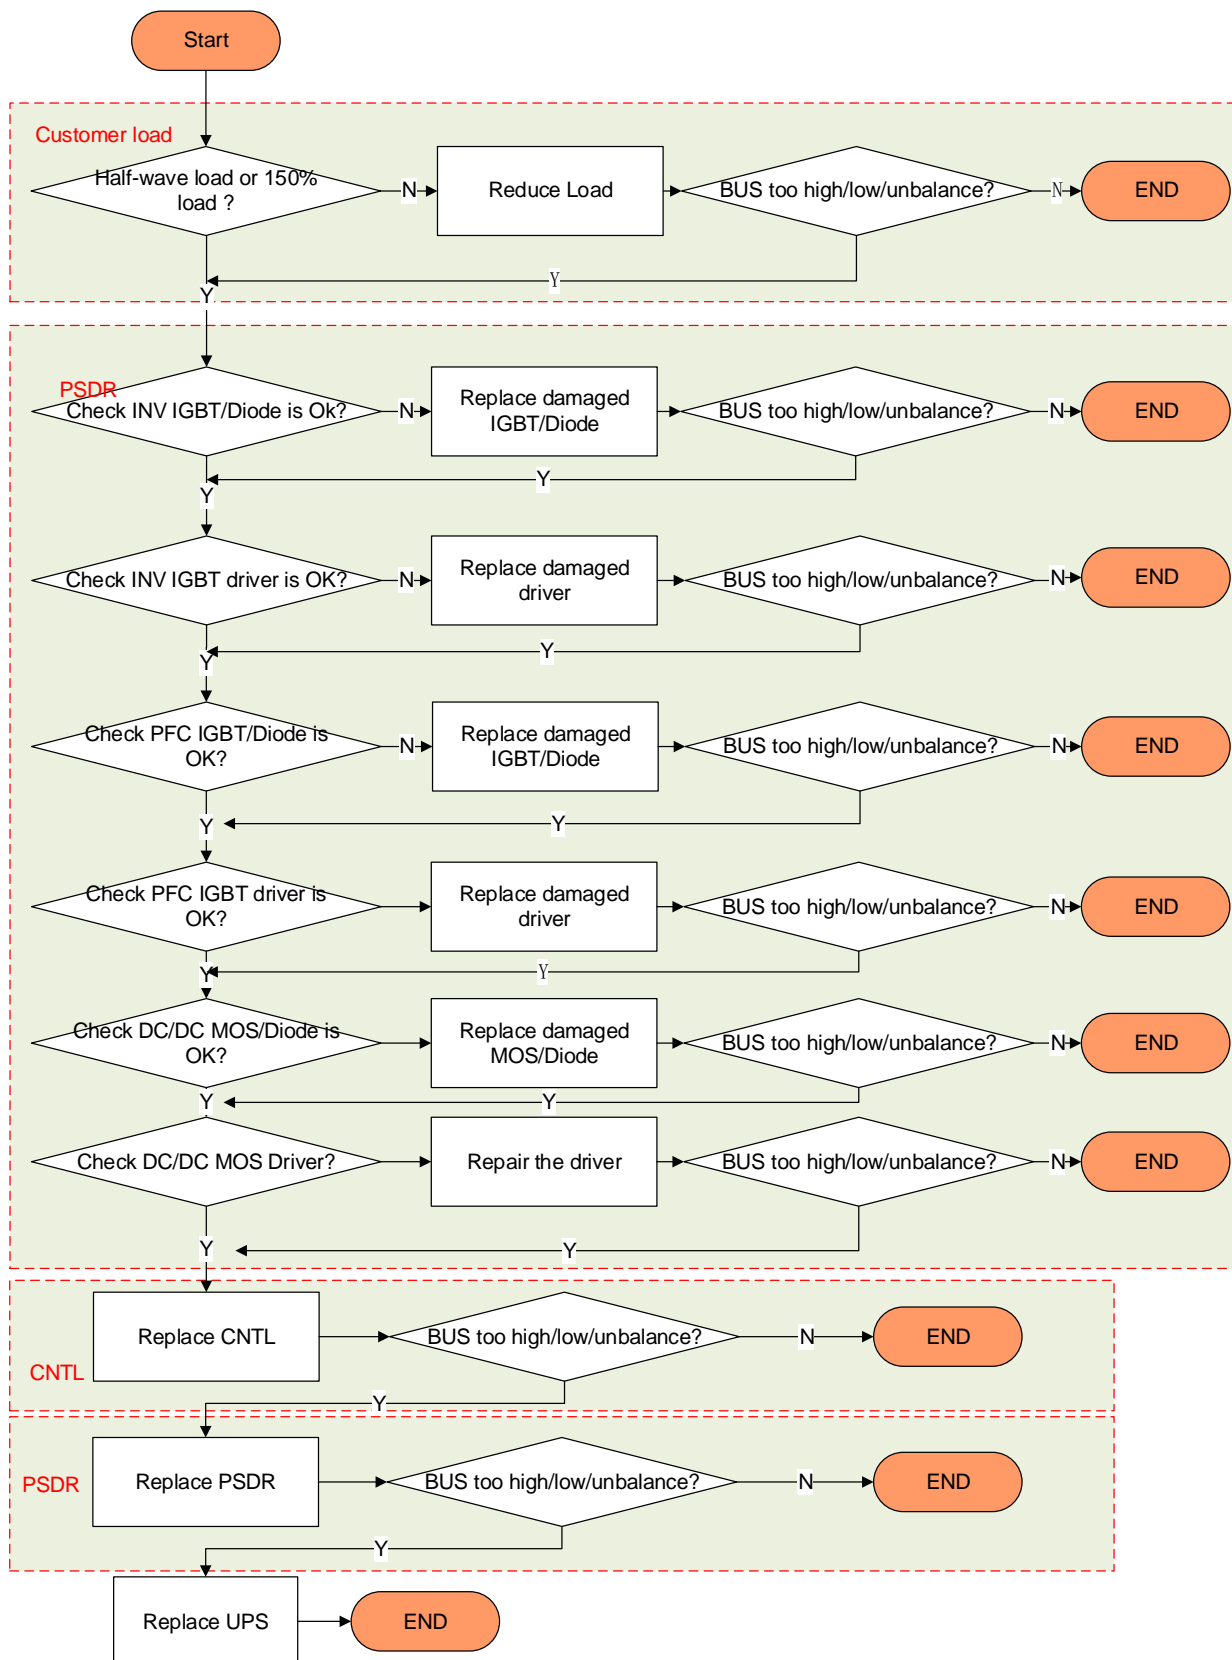 Start
Customer load
Half-wave load or 150%
load ?
N
Reduce Load
BUS too high/low/unbalance?
N
END
Y
Y
PSDR
Check INV IGBT/Diode is Ok?
N
Replace damaged
IGBT/Diode
BUS too high/low/unbalance?
N
END
Y
Y
Check INV IGBT driver is OK?
N
Replace damaged
driver
BUS too high/low/unbalance?
N
END
Y
Y
Check PFC IGBT/Diode is
OK?
N
Replace damaged
IGBT/Diode
BUS too high/low/unbalance?
N
END
Y
Y
Check PFC IGBT driver is
OK?
Replace damaged
driver
BUS too high/low/unbalance?
N
END
Y
Y
Check DC/DC MOS/Diode is
OK?
Replace damaged
MOS/Diode
BUS too high/low/unbalance?
N
END
Y
Y
Check DC/DC MOS Driver?
Repair the driver
BUS too high/low/unbalance?
N
END
Y
Y
Replace CNTL
BUS too high/low/unbalance?
N
END
CNTL
Y
Replace PSDR
BUS too high/low/unbalance?
N
END
PSDR
Y
Replace UPS
END